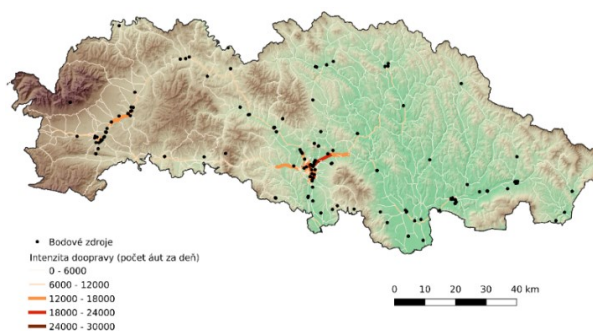 Bodové zdroje
Intenzita doopravy (počet áut za deň)
0 - 6000
6000 - 12000
12000 - 18000
18000 - 24000
24000 - 30000
0 10 20 30 40 km